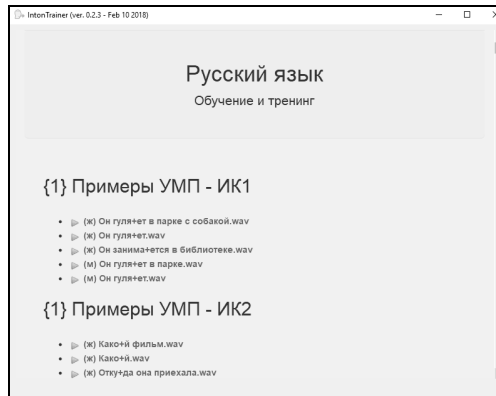 IntonTrainer (ver. 0.2.3 - Feb 10 2018)
Русский язык
Обучение и тренинг
{1} Примеры УМП - ИК1
(ж) Он гуля+ет в парке с собакой.wav
(ж) Он гуля+ет.wav
(ж) Он занима+ется в библиотеке.wav
(м) Он гуля+ет в парке.wav
(м) Он гуля+ет.wav
{1} Примеры УМП - ИК2
(ж) Како+й фильм.wav
(ж) Како+й.wav
(ж) Отку+да она приехала.wav